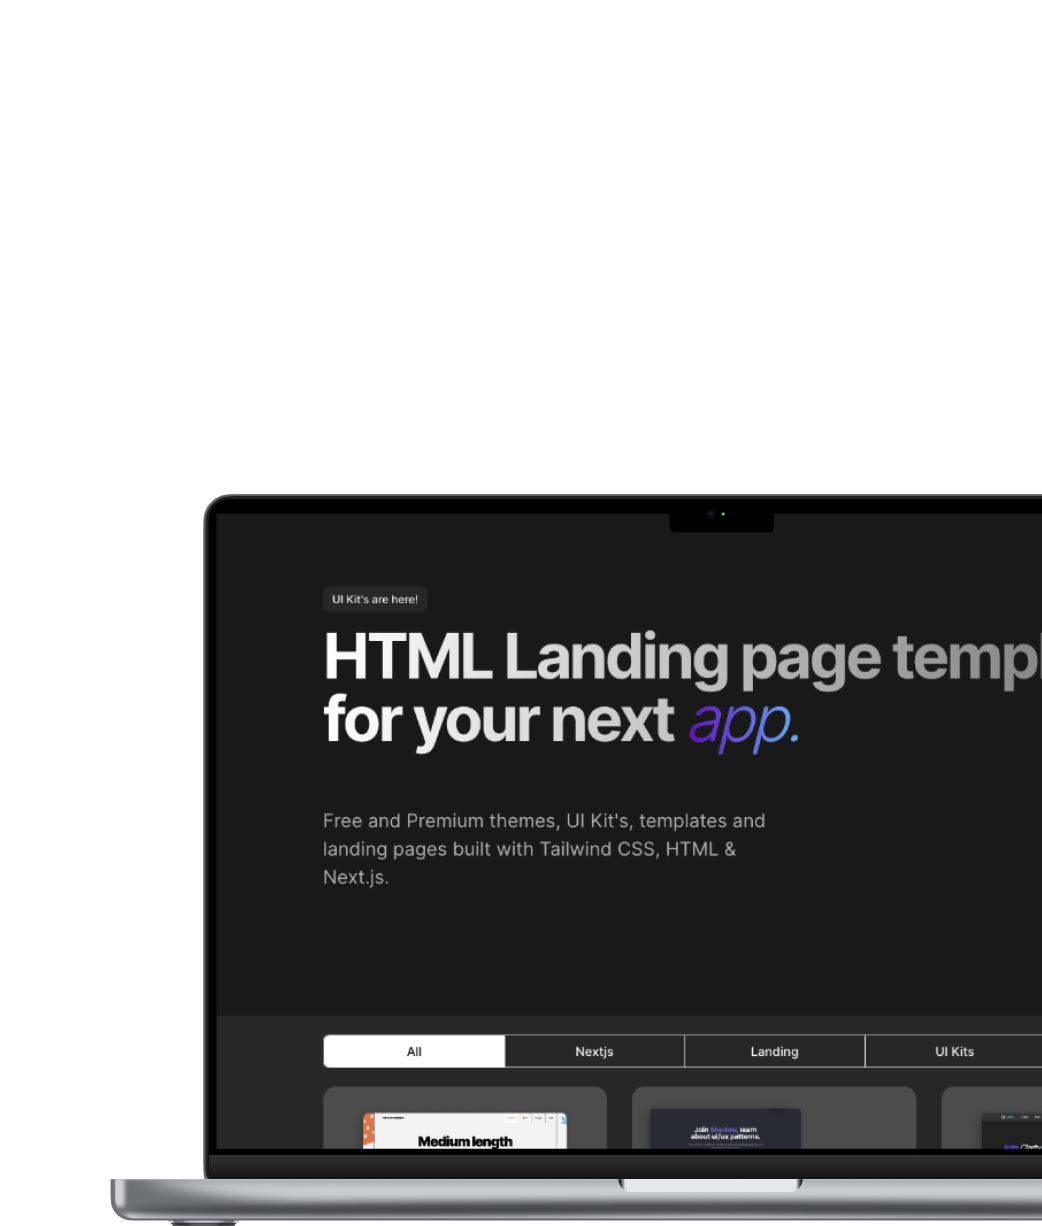 UI Kit's are here!
HTML Landing page templ
for your next app.
Free and Premium themes, UI Kit's, templates and
landing pages built with Tailwind CSS, HTML &
Next.js.
All Nextjs Landing UI Kits
Medium length
Join Shadow, learn
about ui/ux patterns.
Join